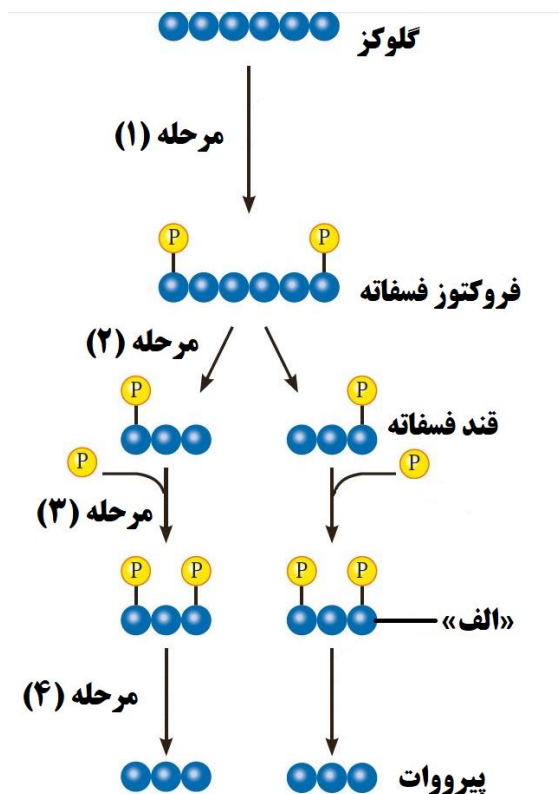 گلوکز
مرحله (۱)
P P
فروکتوز فسفاته
مرحله (۲)
P P
قند فسفاته
P P
مرحله (۳)
P P P P
«الف»
مرحله (۴)
پیرووات